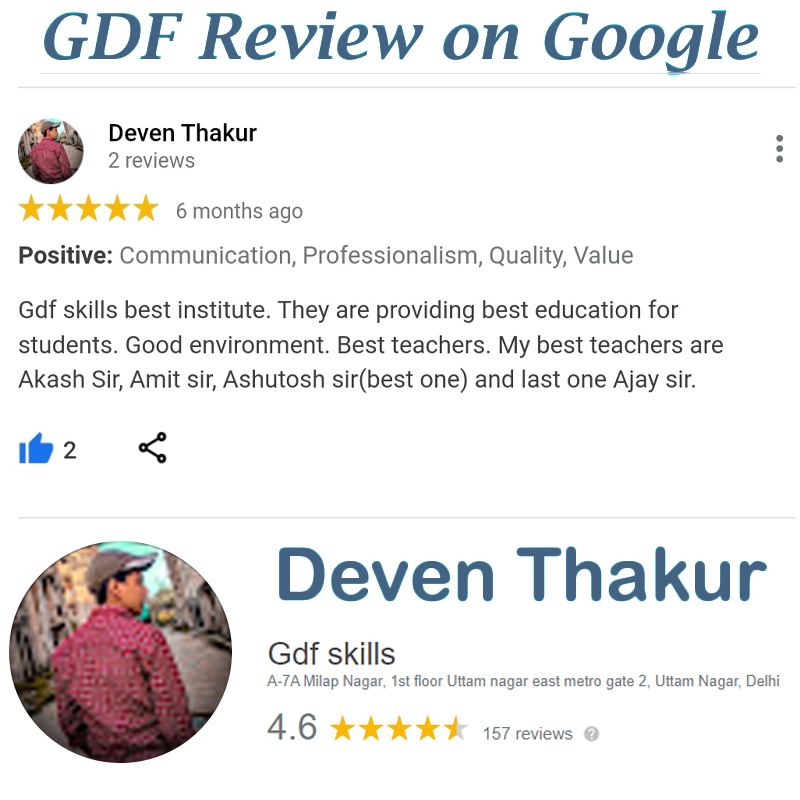 GDF Review on Google
Deven Thakur
2 reviews
6 months ago
Positive: Communication, Professionalism, Quality, Value
Gdf skills best institute. They are providing best education for
students. Good environment. Best teachers. My best teachers are
Akash Sir, Amit sir, Ashutosh sir(best one) and last one Ajay sir.
2
Deven Thakur
Gdf skills
A-7A Milap Nagar, 1st floor Uttam nagar east metro gate 2, Uttam Nagar, Delhi
4.6 157 reviews ?